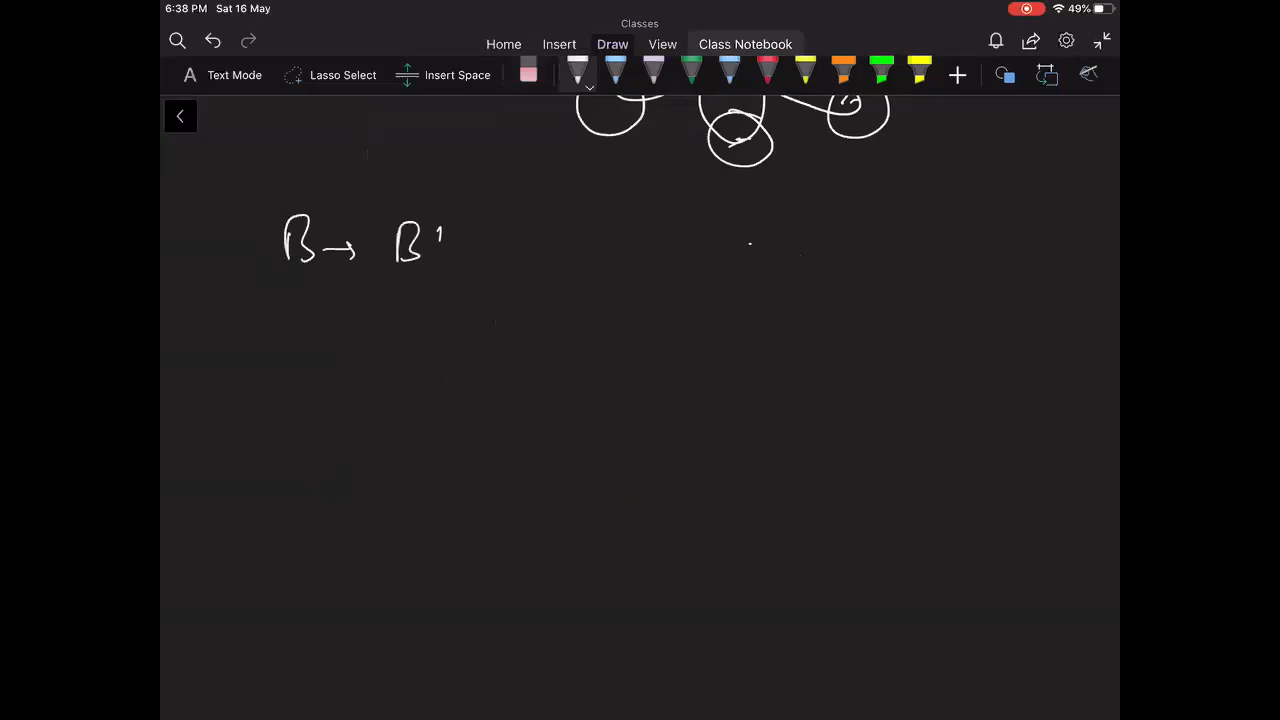 6:38 PM Sat 16 May 49%
Classes
Home Insert Draw View Class Notebook
A Text Mode Lasso Select Insert Space
B → B'